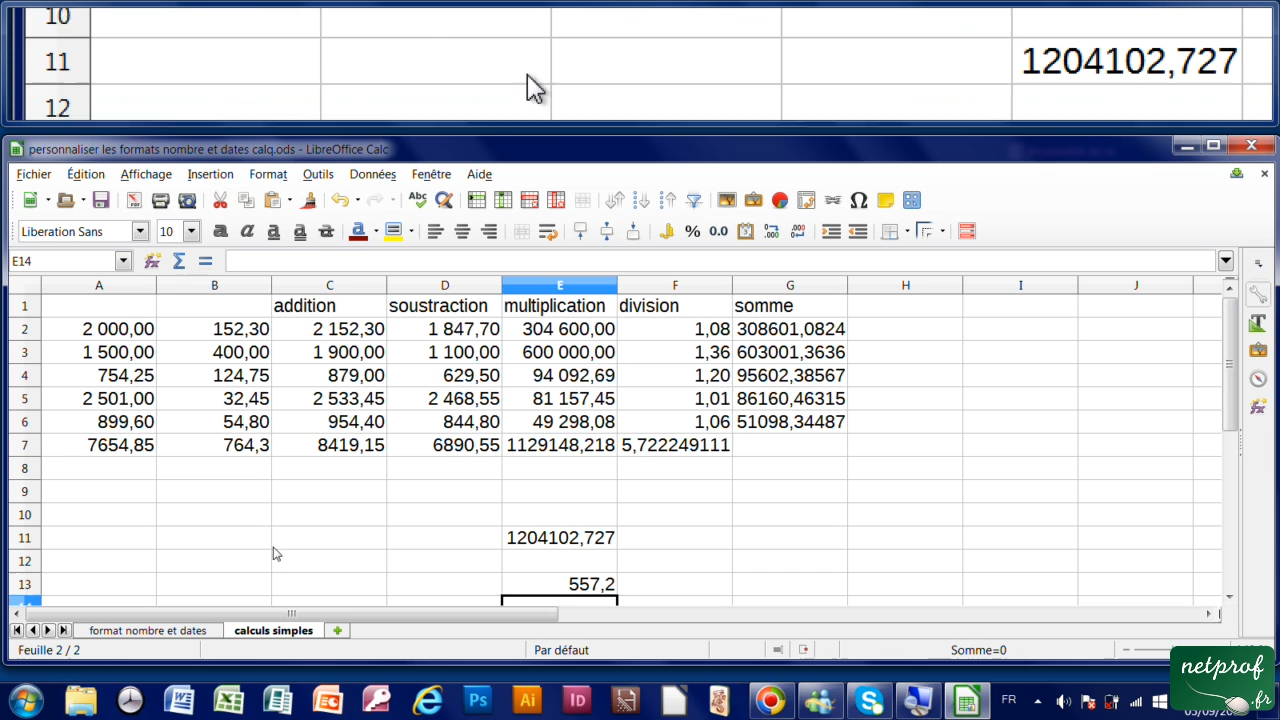 10
11 1204102,727
12
personnaliser les formats nombre et dates calq.ods - LibreOffice Calc
Fichier Édition Affichage Insertion Format Outils Données Fenêtre Aide
Liberation Sans 10
E14
A B C D E F G H I J
1 addition soustraction multiplication division somme
2 2 000,00 152,30 2 152,30 1 847,70 304 600,00 1,08 308601,0824
3 1 500,00 400,00 1 900,00 1 100,00 600 000,00 1,36 603001,3636
4 754,25 124,75 879,00 629,50 94 092,69 1,20 95602,38567
5 2 501,00 32,45 2 533,45 2 468,55 81 157,45 1,01 86160,46315
6 899,60 54,80 954,40 844,80 49 298,08 1,06 51098,34487
7 7654,85 764,3 8419,15 6890,55 1129148,218 5,722249111
8
9
10
11 1204102,727
12
13 557,2
format nombre et dates calculs simples
Feuille 2 / 2 Par défaut Somme=0
netprof
.fr
FR